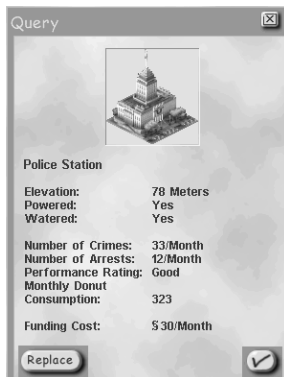 Query
Police Station
Elevation: 78 Meters
Powered: Yes
Watered: Yes
Number of Crimes: 33/Month
Number of Arrests: 12/Month
Performance Rating: Good
Monthly Donut
Consumption: 323
Funding Cost: §30/Month
Replace